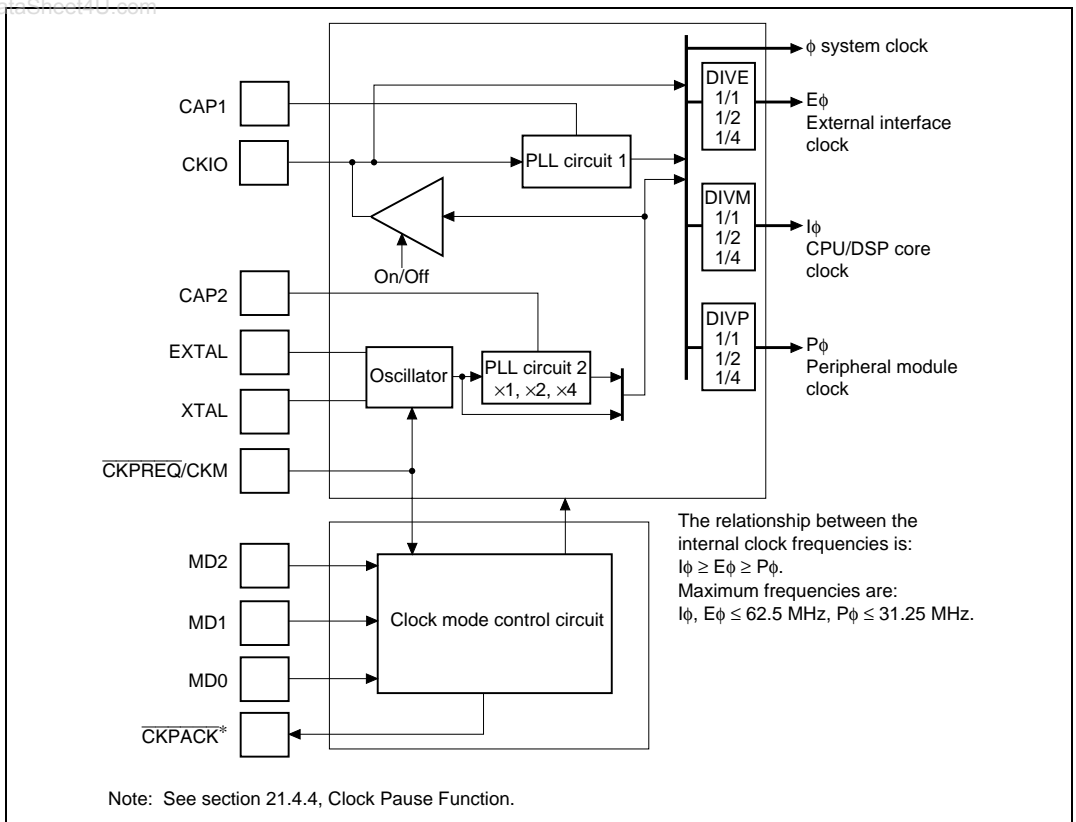 DataSheet4U.com
ϕ system clock
DIVE
1/1
1/2
1/4
Eϕ
External interface
clock
CAP1
CKIO
PLL circuit 1
DIVM
1/1
1/2
1/4
Iϕ
CPU/DSP core
clock
On/Off
CAP2
EXTAL
XTAL
Oscillator
PLL circuit 2
×1, ×2, ×4
DIVP
1/1
1/2
1/4
Pϕ
Peripheral module
clock
CKPREQ/CKM
The relationship between the
internal clock frequencies is:
Iϕ ≥ Eϕ ≥ Pϕ.
Maximum frequencies are:
Iϕ, Eϕ ≤ 62.5 MHz, Pϕ ≤ 31.25 MHz.
MD2
MD1
MD0
Clock mode control circuit
CKPACK*
Note: See section 21.4.4, Clock Pause Function.